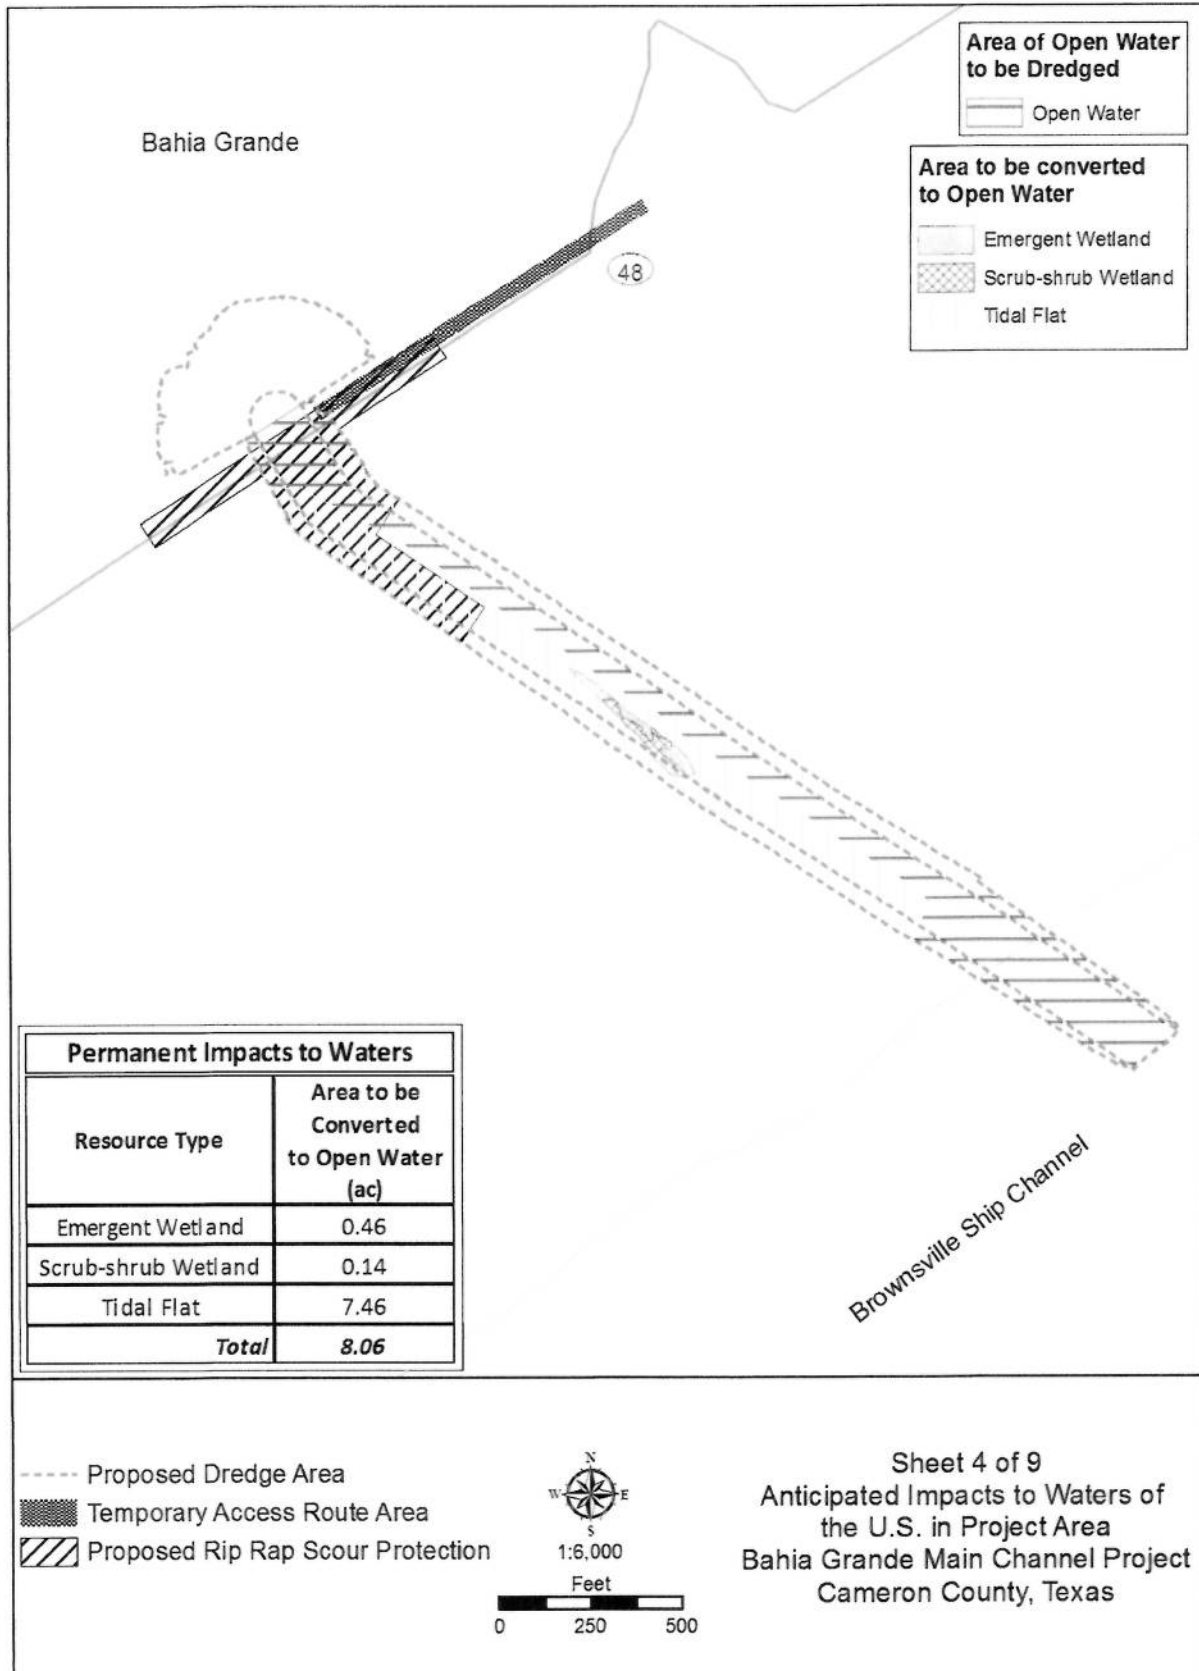 Area of Open Water
to be Dredged
Open Water
Area to be converted
to Open Water
Emergent Wetland
Scrub-shrub Wetland
Tidal Flat
Bahia Grande
48
Brownsville Ship Channel
Permanent Impacts to Waters
Resource Type
Area to be
Converted
to Open Water
(ac)
Emergent Wetland 0.46
Scrub-shrub Wetland 0.14
Tidal Flat 7.46
Total 8.06
Proposed Dredge Area
Temporary Access Route Area
Proposed Rip Rap Scour Protection
N
W E
S
1:6,000
Feet
0 250 500
Sheet 4 of 9
Anticipated Impacts to Waters of
the U.S. in Project Area
Bahia Grande Main Channel Project
Cameron County, Texas